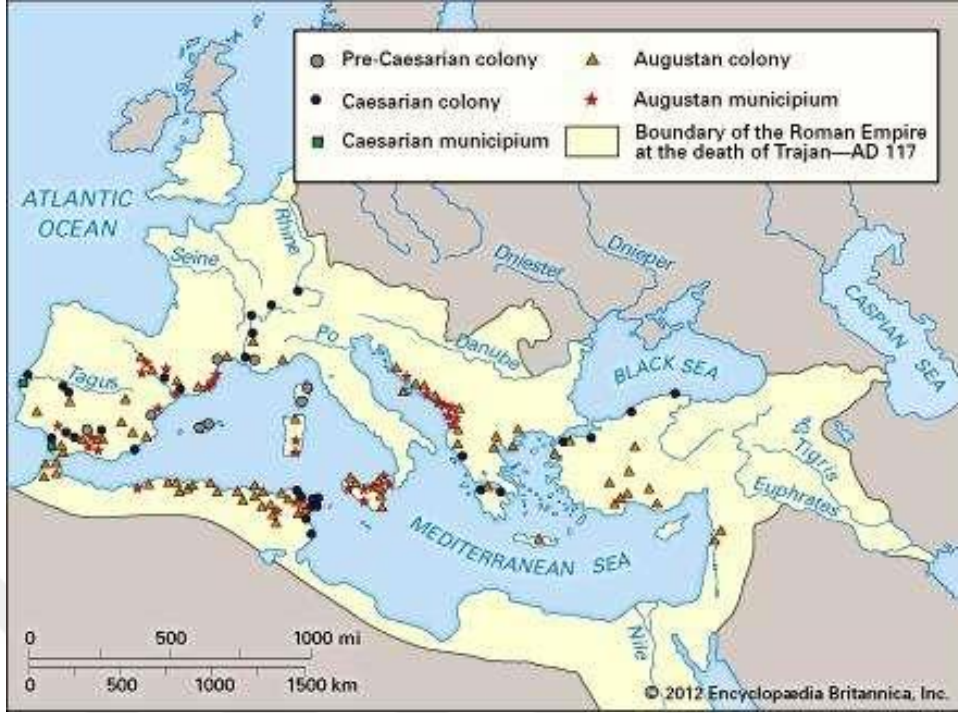 Pre-Caesarian colony
Caesarian colony
Caesarian municipium
Augustan colony
Augustan municipium
Boundary of the Roman Empire
at the death of Trajan—AD 117
ATLANTIC
OCEAN
Rhine
Seine
Dniester
Dnieper
CASPIAN SEA
Po
Danube
BLACK SEA
Tagus
Tigris
Euphrates
MEDITERRANEAN SEA
Nile
0 500 1000 mi
0 500 1000 1500 km
© 2012 Encyclopædia Britannica, Inc.